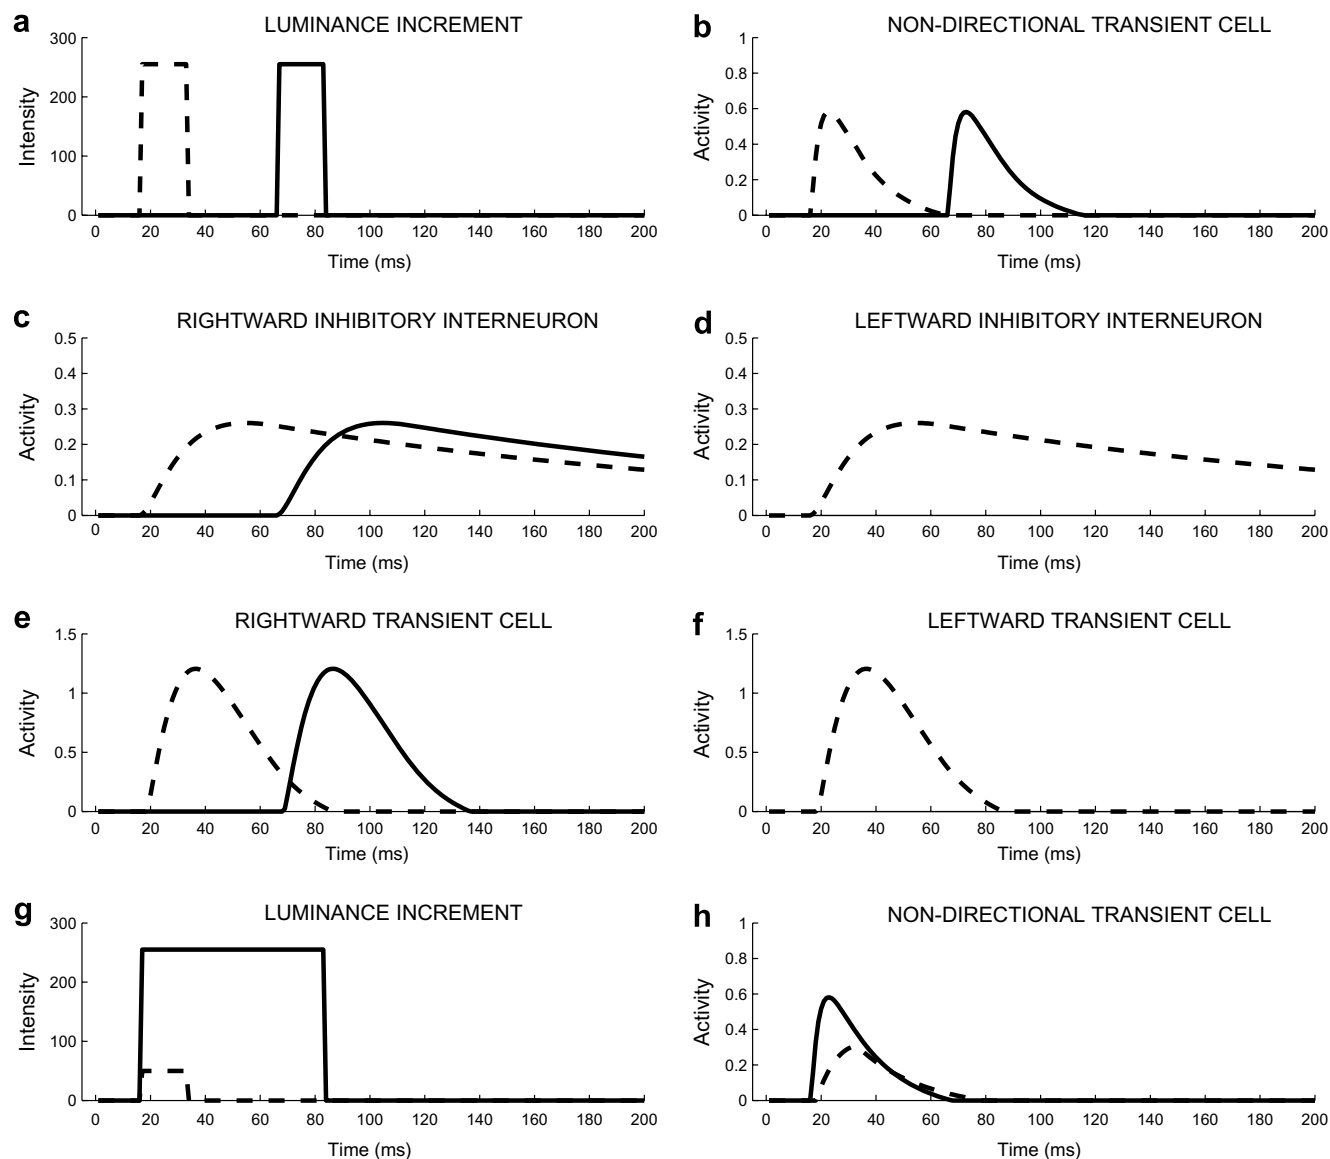 a
LUMINANCE INCREMENT
300
200
100
0
Intensity
0 20 40 60 80 100 120 140 160 180 200
Time (ms)
b
NON-DIRECTIONAL TRANSIENT CELL
1
0.8
0.6
0.4
0.2
0
Activity
0 20 40 60 80 100 120 140 160 180 200
Time (ms)
c
RIGHTWARD INHIBITORY INTERNEURON
0.5
0.4
0.3
0.2
0.1
0
Activity
0 20 40 60 80 100 120 140 160 180 200
Time (ms)
d
LEFTWARD INHIBITORY INTERNEURON
0.5
0.4
0.3
0.2
0.1
0
Activity
0 20 40 60 80 100 120 140 160 180 200
Time (ms)
e
RIGHTWARD TRANSIENT CELL
1.5
1
0.5
0
Activity
0 20 40 60 80 100 120 140 160 180 200
Time (ms)
f
LEFTWARD TRANSIENT CELL
1.5
1
0.5
0
Activity
0 20 40 60 80 100 120 140 160 180 200
Time (ms)
g
LUMINANCE INCREMENT
300
200
100
0
Intensity
0 20 40 60 80 100 120 140 160 180 200
Time (ms)
h
NON-DIRECTIONAL TRANSIENT CELL
1
0.8
0.6
0.4
0.2
0
Activity
0 20 40 60 80 100 120 140 160 180 200
Time (ms)